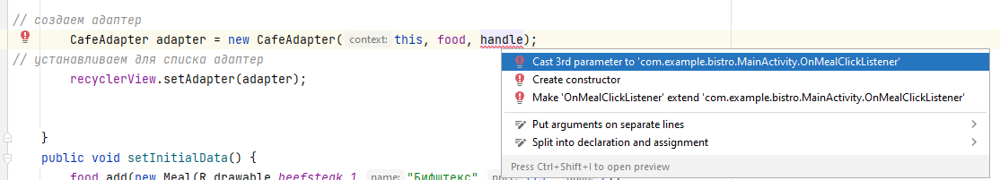 // создаем адаптер
CafeAdapter adapter = new CafeAdapter( context: this, food, handle);
// устанавливаем для списка адаптер
recyclerView.setAdapter(adapter);
}
public void setInitialData() {
food.add(new Meal(R.drawable.beefsteak_1, name: "Бифштекс",
Cast 3rd parameter to 'com.example.bistro.MainActivity.OnMealClickListener'
Create constructor
Make 'OnMealClickListener' extend 'com.example.bistro.MainActivity.OnMealClickListener'
Put arguments on separate lines
Split into declaration and assignment
Press Ctrl+Shift+I to open preview